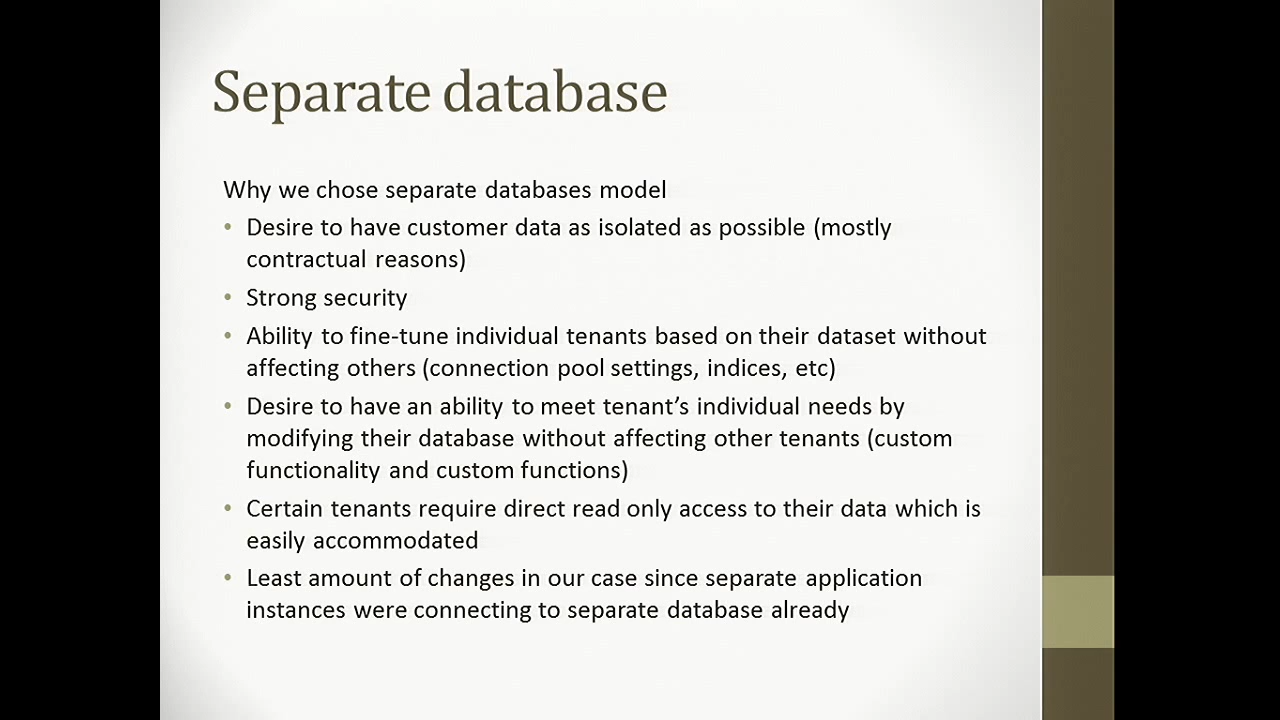 Separate database
Why we chose separate databases model
• Desire to have customer data as isolated as possible (mostly
contractual reasons)
• Strong security
• Ability to fine-tune individual tenants based on their dataset without
affecting others (connection pool settings, indices, etc)
• Desire to have an ability to meet tenant’s individual needs by
modifying their database without affecting other tenants (custom
functionality and custom functions)
• Certain tenants require direct read only access to their data which is
easily accommodated
• Least amount of changes in our case since separate application
instances were connecting to separate database already